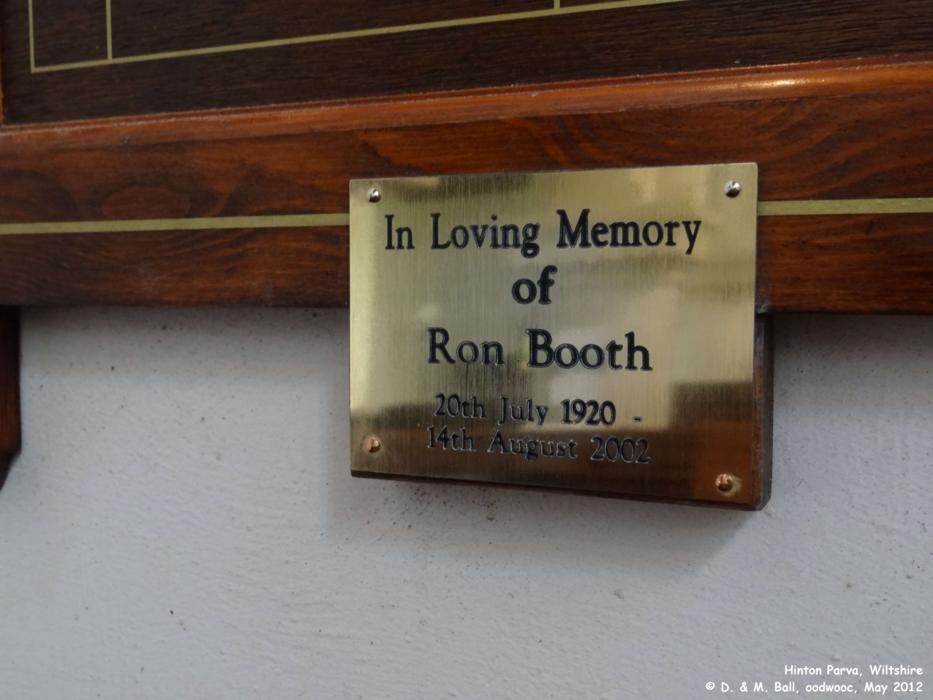 In Loving Memory
of
Ron Booth
20th July 1920 -
14th August 2002
Hinton Parva, Wiltshire
© D. & M. Ball, oodwooc, May 2012